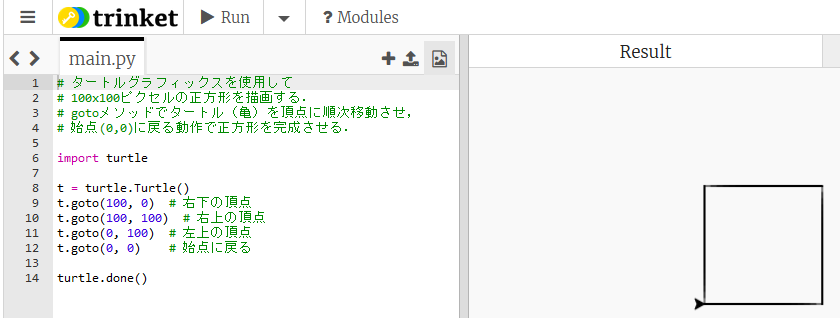 trinket
Run
? Modules
main.py
Result
1 # タートルグラフィックスを使用して
2 # 100x100ピクセルの正方形を描画する．
3 # gotoメソッドでタートル（亀）を頂点に順次移動させ，
4 # 始点(0,0)に戻る動作で正方形を完成させる．
5
6 import turtle
7
8 t = turtle.Turtle()
9 t.goto(100, 0)  # 右下の頂点
10 t.goto(100, 100)  # 右上の頂点
11 t.goto(0, 100)  # 左上の頂点
12 t.goto(0, 0)    # 始点に戻る
13
14 turtle.done()